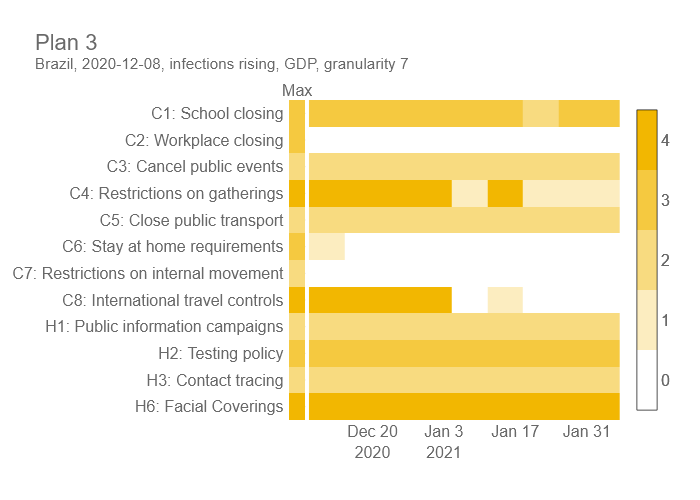 Plan 3
Brazil, 2020-12-08, infections rising, GDP, granularity 7
Max
C1: School closing
C2: Workplace closing
C3: Cancel public events
C4: Restrictions on gatherings
C5: Close public transport
C6: Stay at home requirements
C7: Restrictions on internal movement
C8: International travel controls
H1: Public information campaigns
H2: Testing policy
H3: Contact tracing
H6: Facial Coverings
Dec 20 Jan 3 Jan 17 Jan 31
2020 2021
4
3
2
1
0